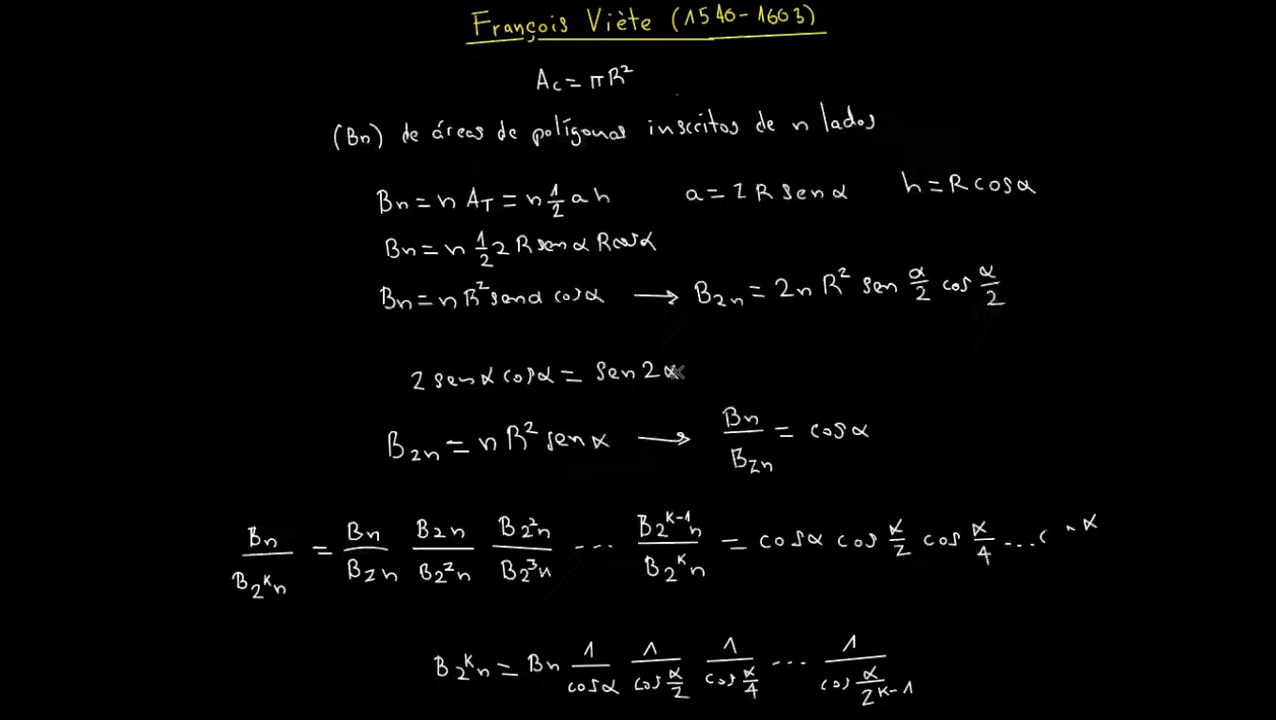 François Viète (1540-1603)
A_c = πR²
(Bn) de áreas de polígonas inscritos de n lados
Bn = n A_T = n 1/2 a h    a = 2 R sen α    h = R cos α
Bn = n 1/2 2 R sen α R cos α
Bn = n R² sen α cos α → B_2n = 2n R² sen α/2 cos α/2
2 sen α cos α = sen 2α
B_2n = n R² sen α → Bn/B_2n = cos α
Bn/B_2^k n = Bn/B_2n B_2n/B_2²n B_2²n/B_2³n ... B_2^k-1 n/B_2^k n = cos α cos α/2 cos α/4 ...
B_2^k n = Bn 1/cos α 1/cos α/2 1/cos α/4 ... 1/cos α/2^k-1